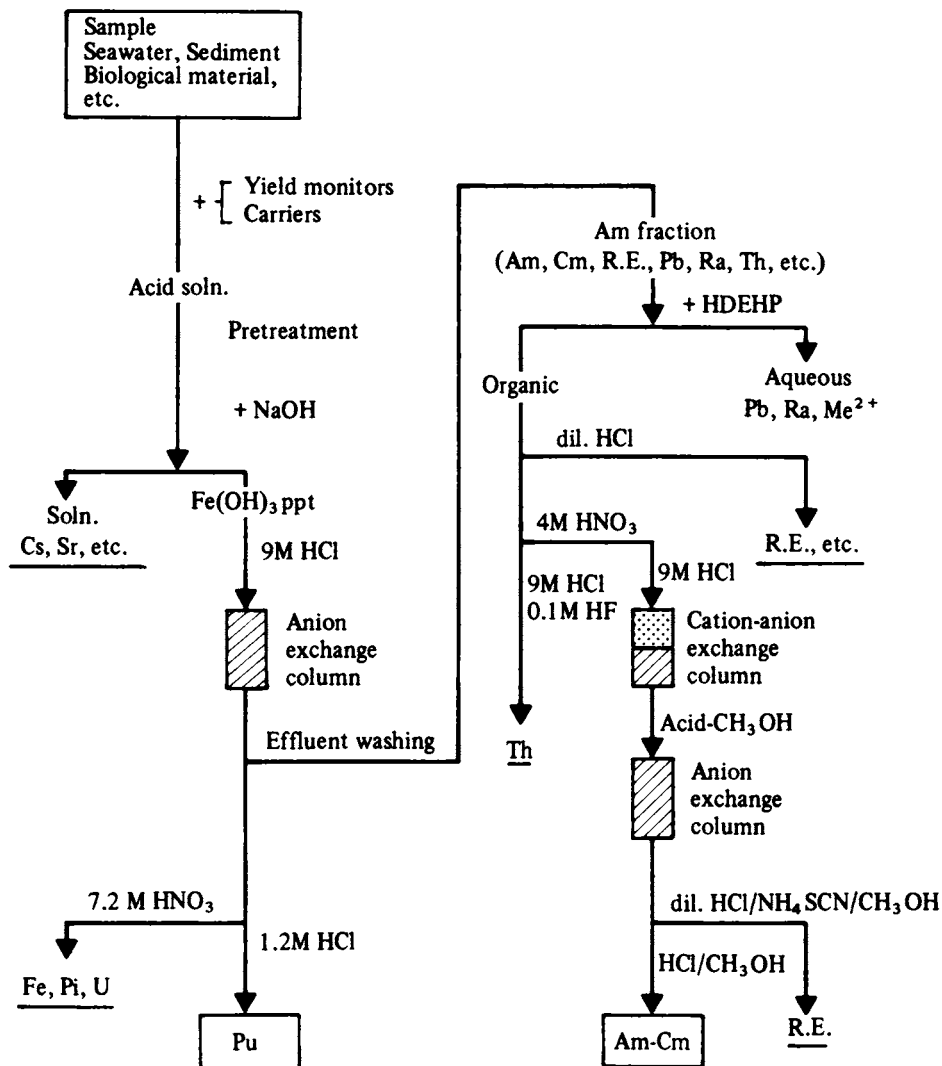 Sample
Seawater, Sediment
Biological material,
etc.
+ Yield monitors
Carriers
Acid soln.
Pretreatment
+ NaOH
Soln.
Cs, Sr, etc.
Fe(OH)₃ ppt
9M HCl
Anion
exchange
column
Effluent washing
7.2 M HNO₃
1.2M HCl
Fe, Pi, U
Pu
Am fraction
(Am, Cm, R.E., Pb, Ra, Th, etc.)
+ HDEHP
Organic
Aqueous
Pb, Ra, Me²⁺
dil. HCl
R.E., etc.
4M HNO₃
9M HCl
0.1M HF
Th
9M HCl
Cation-anion
exchange
column
Acid-CH₃OH
Anion
exchange
column
dil. HCl/NH₄SCN/CH₃OH
HCl/CH₃OH
Am-Cm
R.E.